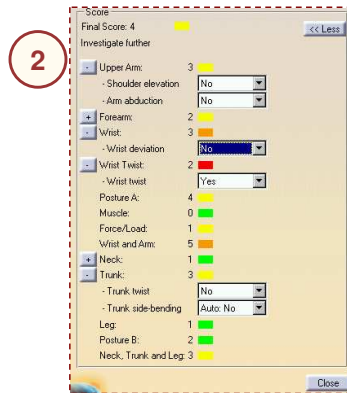 Score
Final Score: 4
<< Less
Investigate further
2
- Upper Arm: 3
- Shoulder elevation No
- Arm abduction No
+ Forearm: 2
- Wrist: 3
- Wrist deviation No
- Wrist Twist: 2
- Wrist twist Yes
Posture A: 4
Muscle: 0
Force/Load: 1
Wrist and Arm: 5
+ Neck: 1
- Trunk: 3
- Trunk twist No
- Trunk side-bending Auto: No
Leg: 1
Posture B: 2
Neck, Trunk and Leg: 3
Close